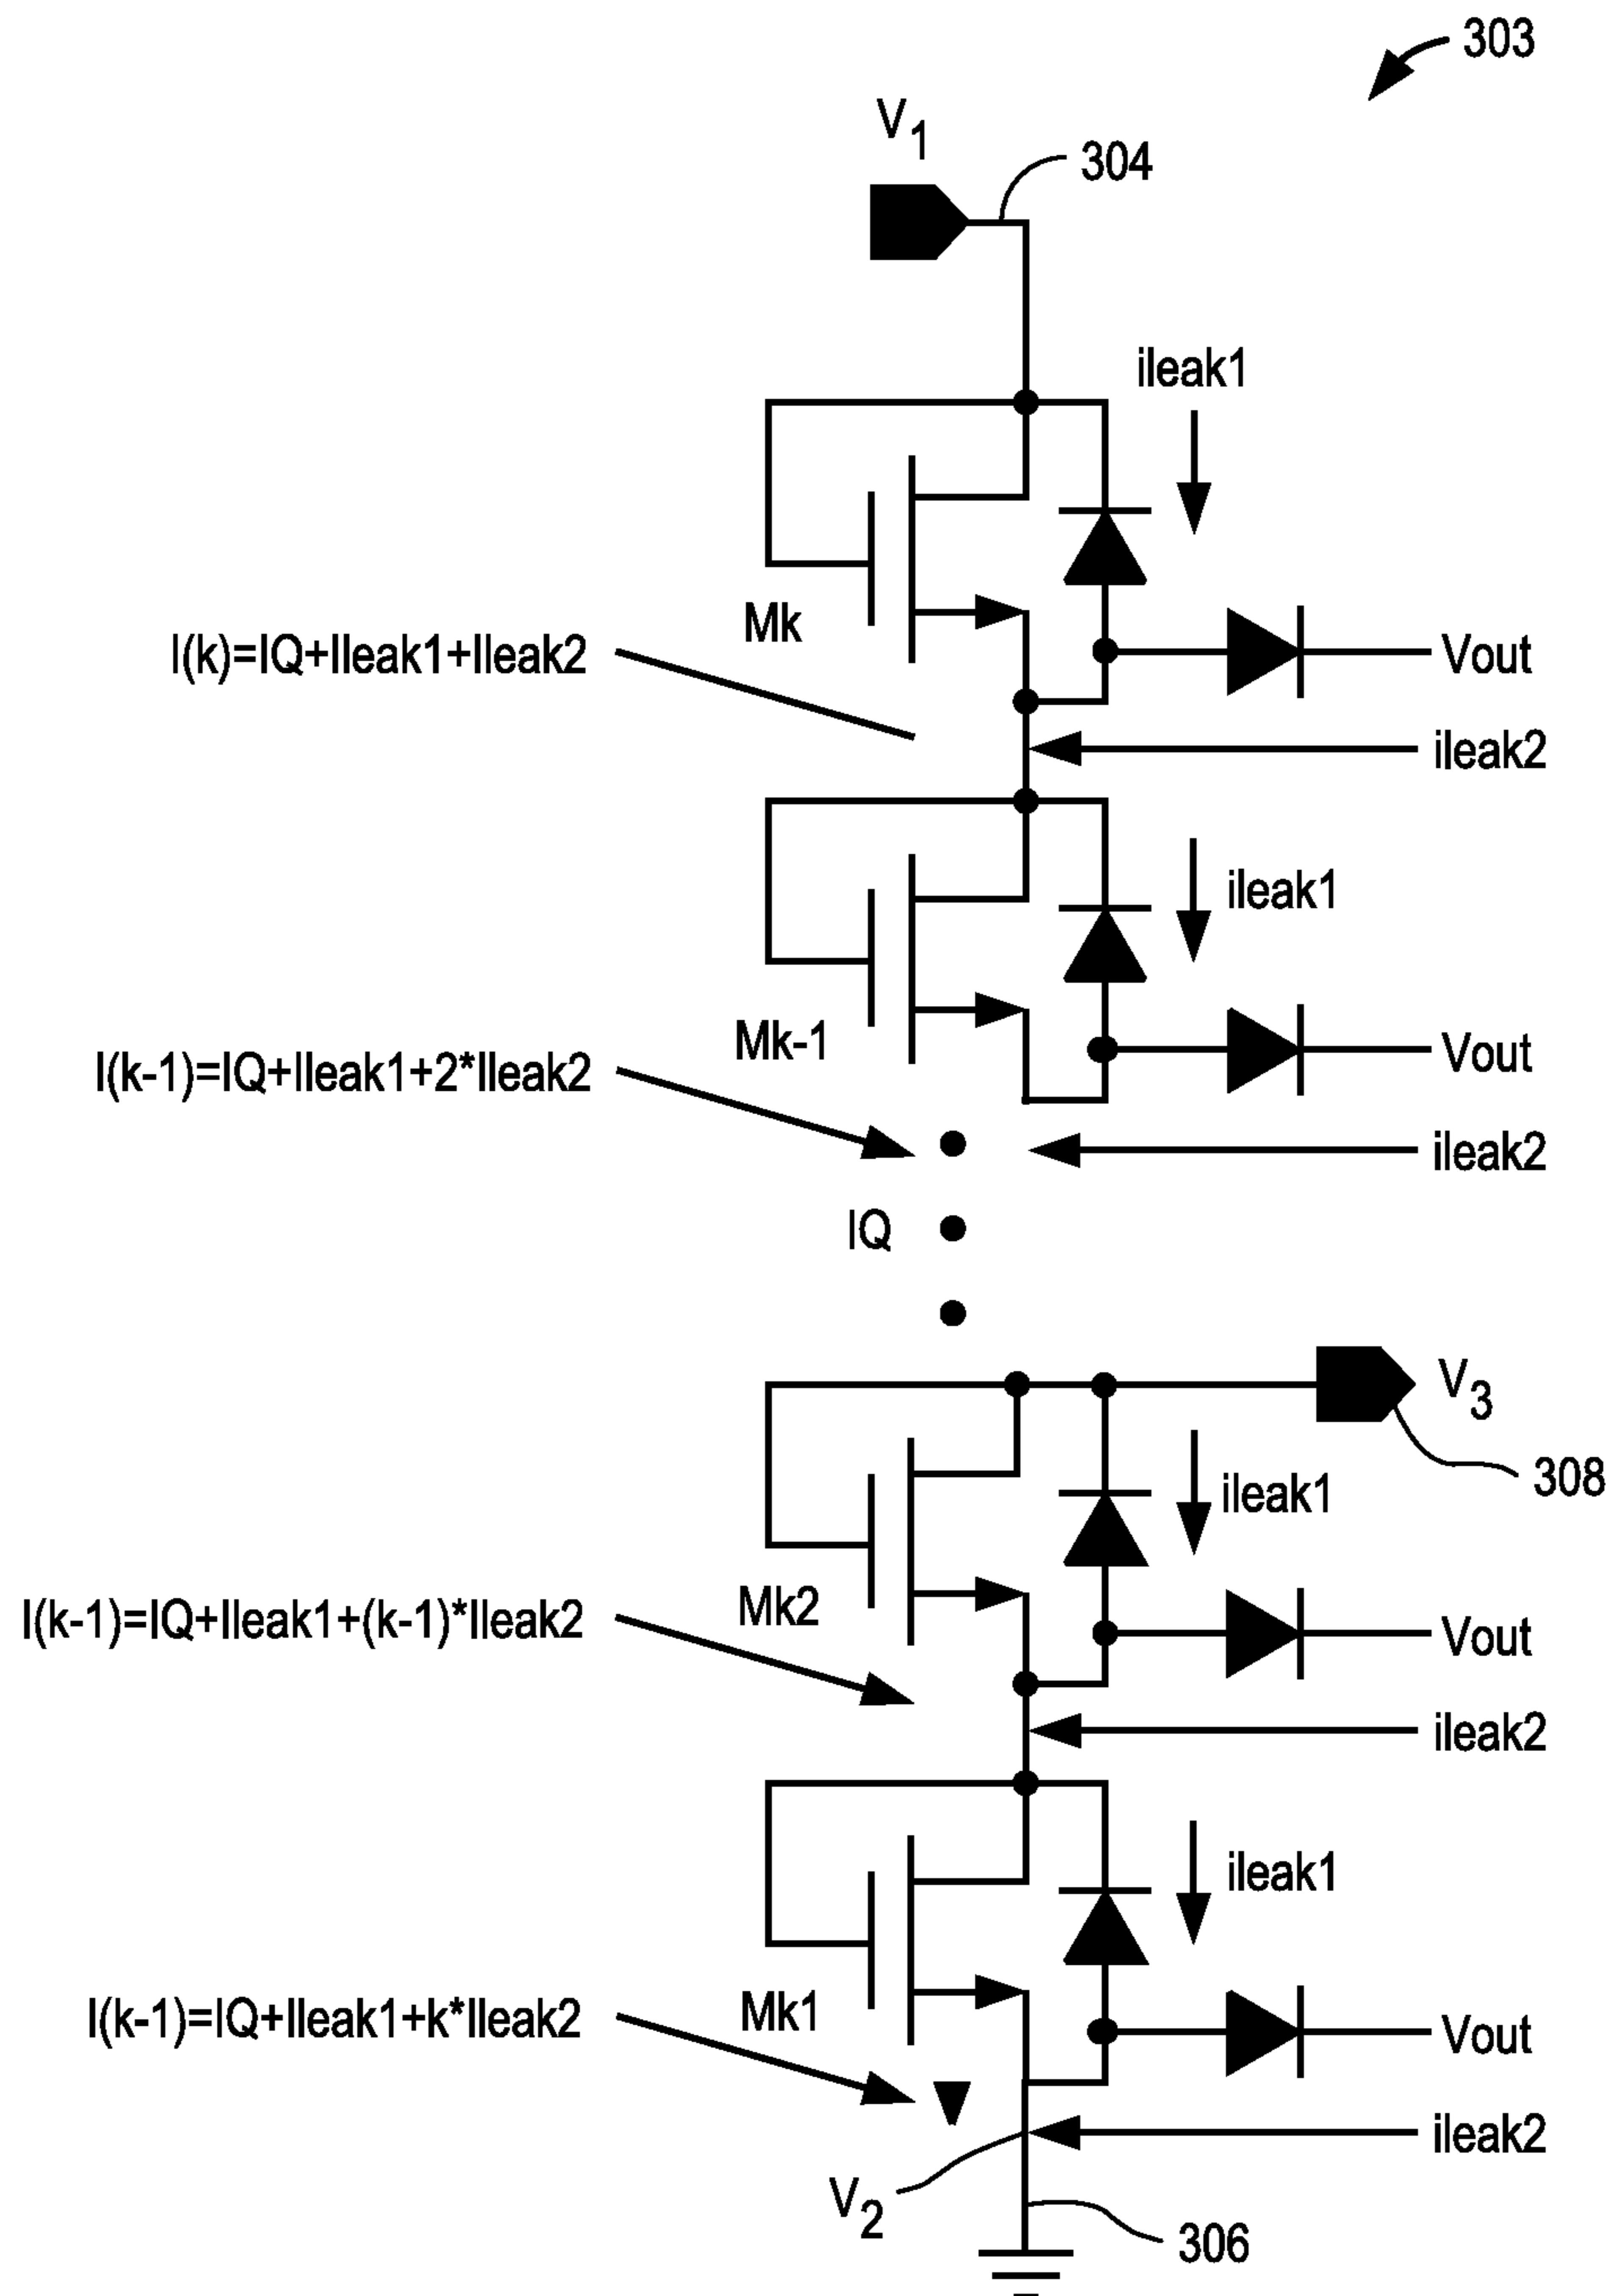 303
V1
304
ileak1
Mk
I(k)=IQ+Ileak1+Ileak2
Vout
ileak2
ileak1
Mk-1
Vout
I(k-1)=IQ+Ileak1+2*Ileak2
ileak2
IQ
V3
308
ileak1
Mk2
I(k-1)=IQ+Ileak1+(k-1)*Ileak2
Vout
ileak2
ileak1
Mk1
I(k-1)=IQ+Ileak1+k*Ileak2
Vout
ileak2
V2
306